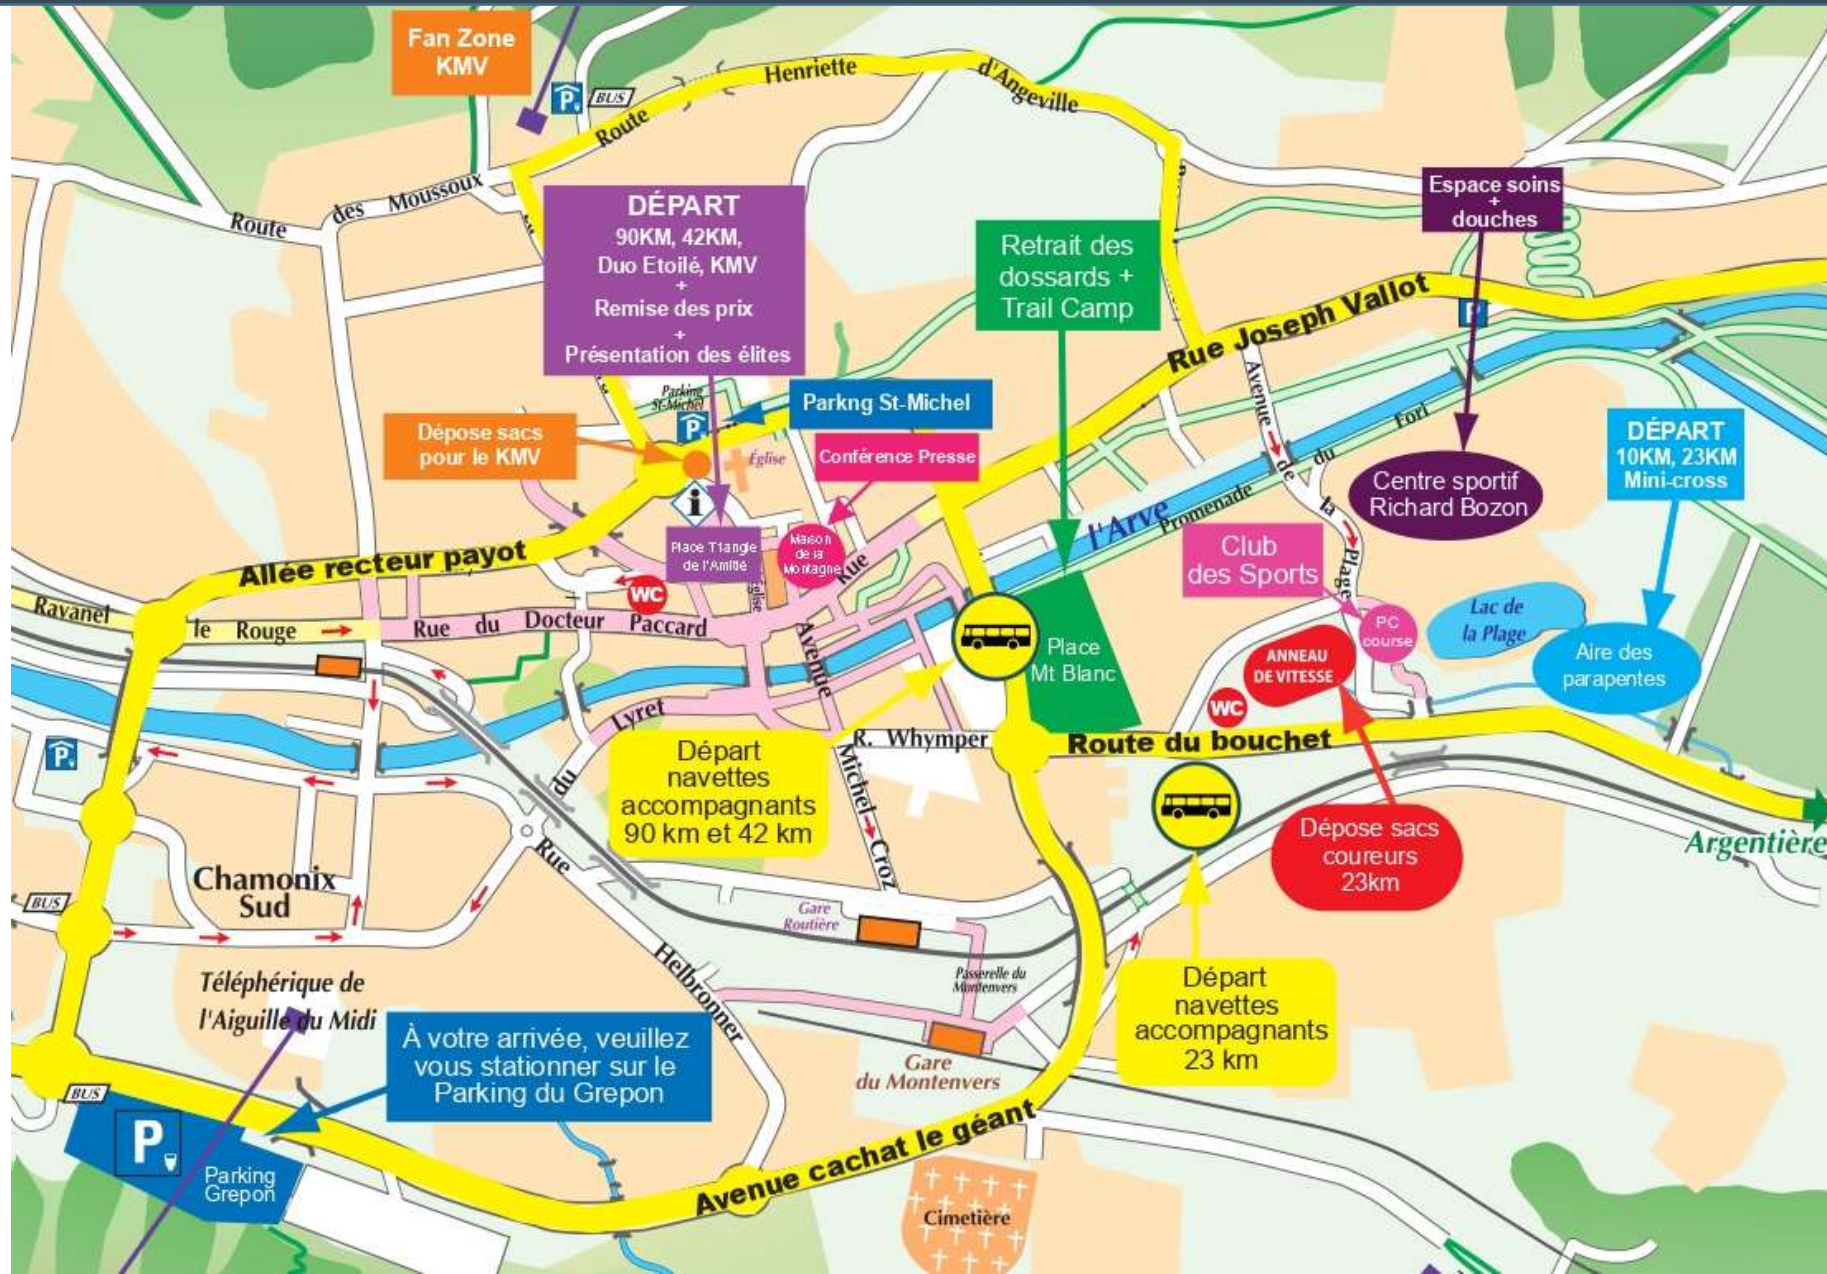 Fan Zone
KMV
P
BUS
Route
Henriette
d'Angeville
Route
des Moussoux
DÉPART
90KM, 42KM,
Duo Etoilé, KMV
+
Remise des prix
+
Présentation des élites
Retrait des
dossards +
Trail Camp
Espace soins
+
douches
P
Rue Joseph Vallot
Parking
St-Michel
P
Parkng St-Michel
Dépose sacs
pour le KMV
Église
Conférence Presse
i
Avenue de la Plage
Promenade du Fori
l'Arve
Centre sportif
Richard Bozon
DÉPART
10KM, 23KM
Mini-cross
Allée recteur payot
Place T1angle
de l'Amitié
Maison
de la
Montagne
Rue
Église
WC
Club
des Sports
PC
course
Lac de
la Plage
Aire des
parapentes
Ravanel
le Rouge
Rue du Docteur Paccard
Avenue
Michel Croz
Place
Mt Blanc
ANNEAU
DE VITESSE
WC
P
du
Lyret
R. Whymper
Route du bouchet
Départ
navettes
accompagnants
90 km et 42 km
Dépose sacs
coureurs
23km
Argentière
Rue
Helbronner
Chamonix
Sud
BUS
Gare
Routière
Passerelle du
Montenvers
Départ
navettes
accompagnants
23 km
Téléphérique de
l'Aiguille du Midi
À votre arrivée, veuillez
vous stationner sur le
Parking du Grepon
Gare
du Montenvers
BUS
P
Parking
Grepon
Avenue cachat le géant
Cimetière